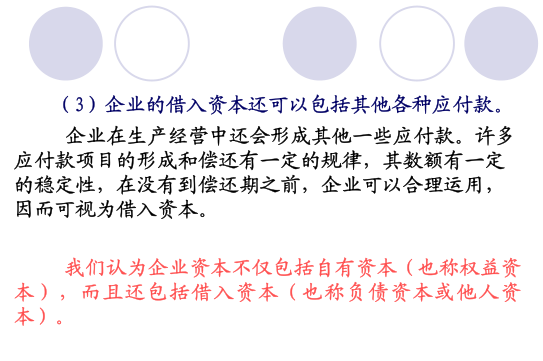 （3）企业的借入资本还可以包括其他各种应付款。
企业在生产经营中还会形成其他一些应付款。许多
应付款项目的形成和偿还有一定的规律，其数额有一定
的稳定性，在没有到偿还期之前，企业可以合理运用，
因而可视为借入资本。
我们认为企业资本不仅包括自有资本（也称权益资
本），而且还包括借入资本（也称负债资本或他人资
本）。